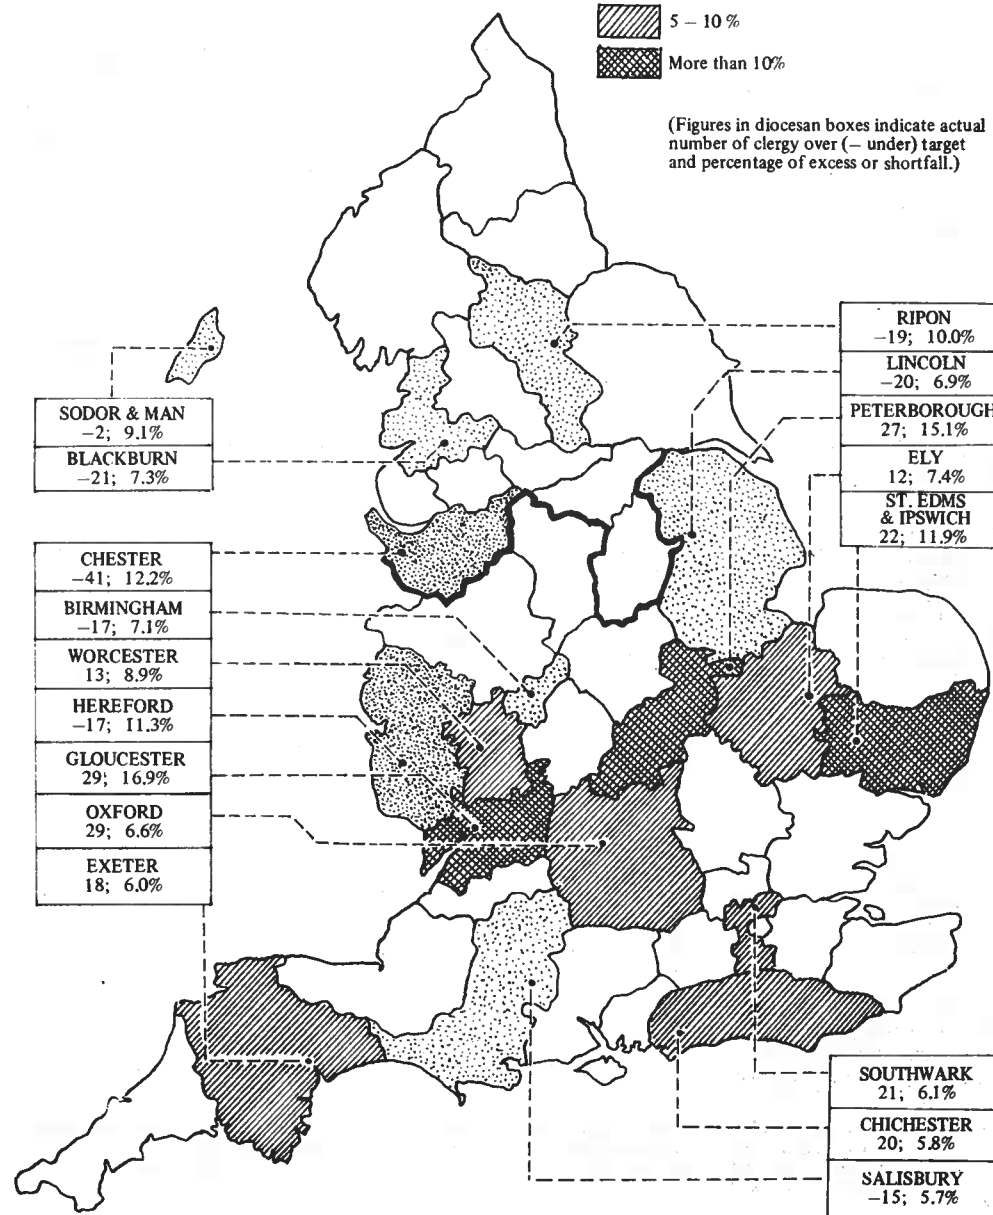 5 – 10 %
More than 10%
(Figures in diocesan boxes indicate actual
number of clergy over (– under) target
and percentage of excess or shortfall.)
SODOR & MAN
–2; 9.1%
BLACKBURN
–21; 7.3%
CHESTER
–41; 12.2%
BIRMINGHAM
–17; 7.1%
WORCESTER
13; 8.9%
HEREFORD
–17; 11.3%
GLOUCESTER
29; 16.9%
OXFORD
29; 6.6%
EXETER
18; 6.0%
RIPON
–19; 10.0%
LINCOLN
–20; 6.9%
PETERBOROUGH
27; 15.1%
ELY
12; 7.4%
ST. EDMS
& IPSWICH
22; 11.9%
SOUTHWARK
21; 6.1%
CHICHESTER
20; 5.8%
SALISBURY
–15; 5.7%